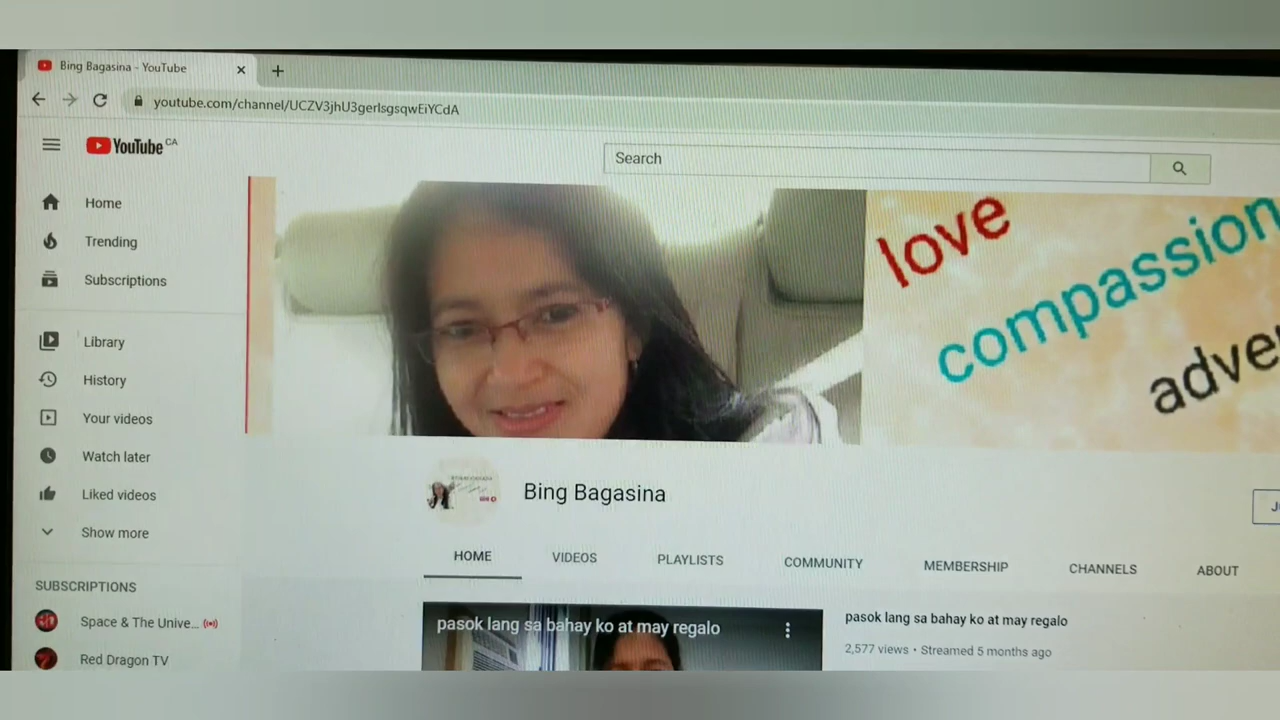 Bing Bagasina - YouTube
youtube.com/channel/UCZV3jhU3gerlsgsqwEiYCdA
YouTube CA
Search
Home
Trending
Subscriptions
Library
History
Your videos
Watch later
Liked videos
Show more
SUBSCRIPTIONS
Space & The Unive...
Red Dragon TV
love
compassion
adve
Bing Bagasina
HOME VIDEOS PLAYLISTS COMMUNITY MEMBERSHIP CHANNELS ABOUT
pasok lang sa bahay ko at may regalo
pasok lang sa bahay ko at may regalo
2,577 views • Streamed 5 months ago